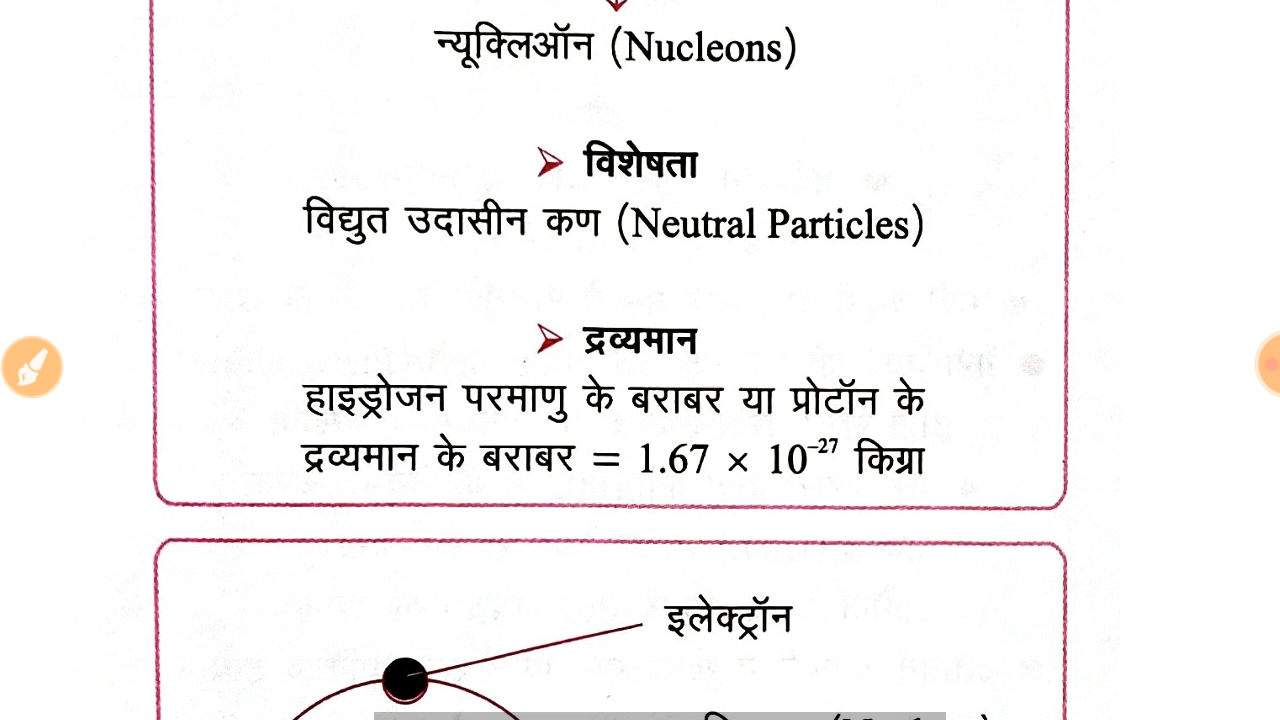 न्यूक्लिऑन (Nucleons)
विशेषता
विद्युत उदासीन कण (Neutral Particles)
द्रव्यमान
हाइड्रोजन परमाणु के बराबर या प्रोटॉन के
द्रव्यमान के बराबर = 1.67 × 10⁻²⁷ किग्रा
इलेक्ट्रॉन